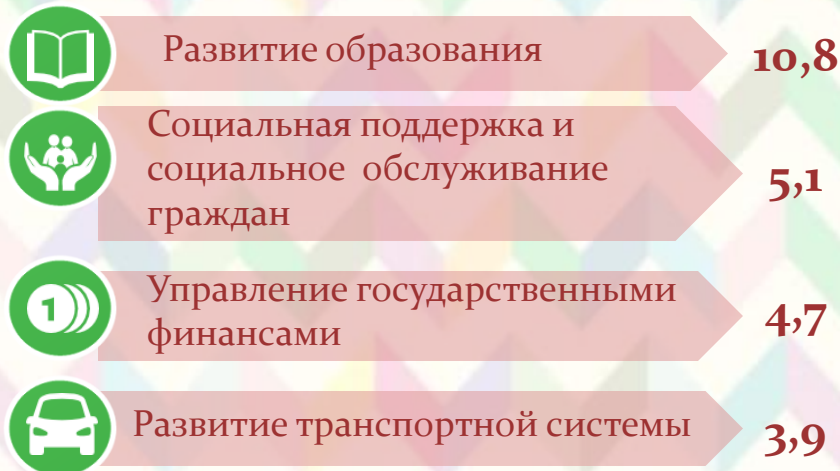 Развитие образования
10,8
Социальная поддержка и
социальное обслуживание
граждан
5,1
Управление государственными
финансами
4,7
1
Развитие транспортной системы
3,9